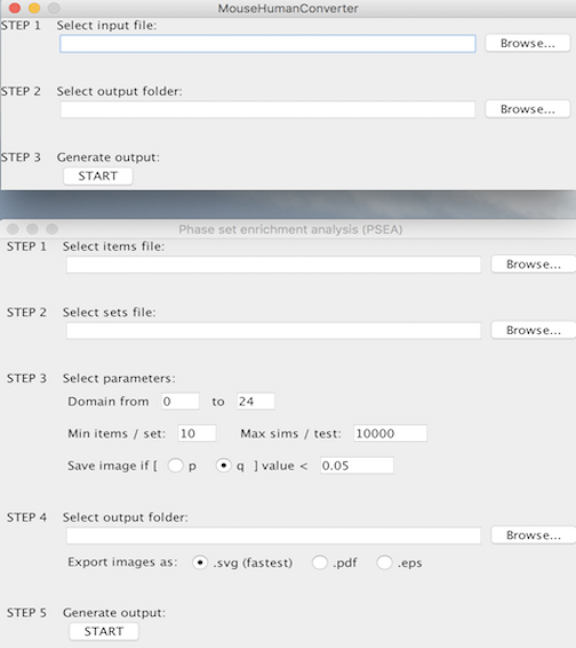 MouseHumanConverter
STEP 1 Select input file:
Browse...
STEP 2 Select output folder:
Browse...
STEP 3 Generate output:
START
Phase set enrichment analysis (PSEA)
STEP 1 Select items file:
Browse...
STEP 2 Select sets file:
Browse...
STEP 3 Select parameters:
Domain from 0 to 24
Min items / set: 10 Max sims / test: 10000
Save image if [ p q ] value < 0.05
STEP 4 Select output folder:
Browse...
Export images as: .svg (fastest) .pdf .eps
STEP 5 Generate output:
START